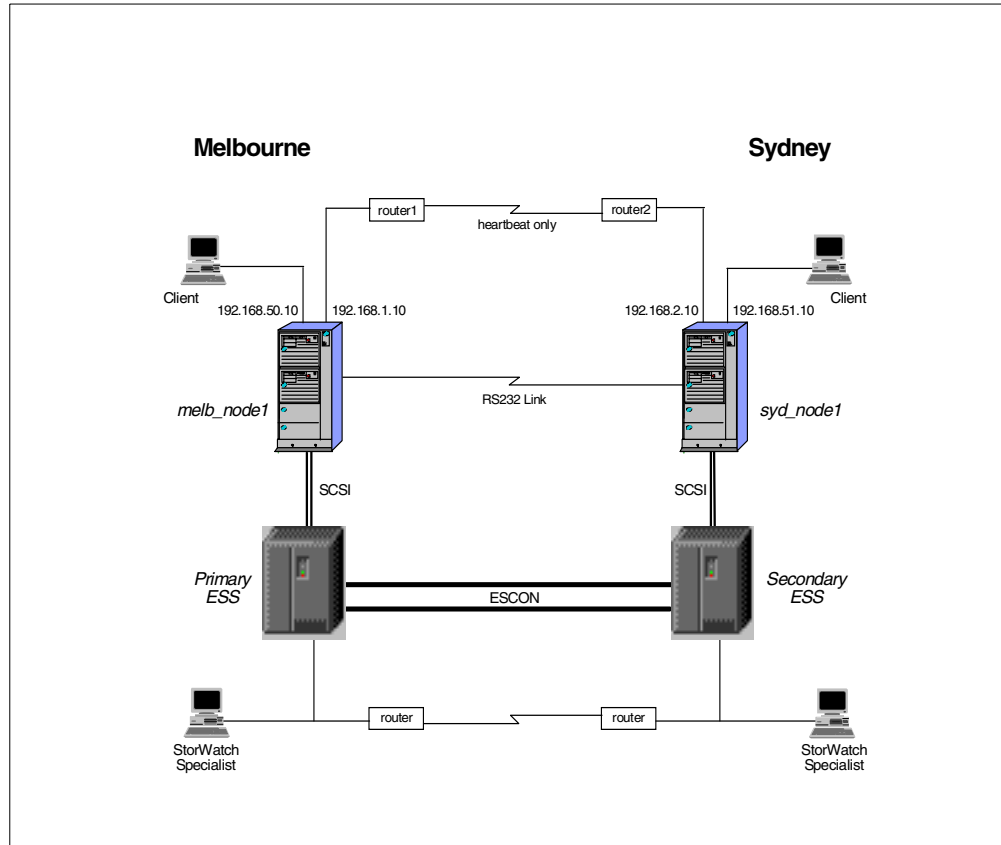 Melbourne
Sydney
router1
router2
heartbeat only
Client
Client
192.168.50.10
192.168.1.10
192.168.2.10
192.168.51.10
RS232 Link
melb_node1
syd_node1
SCSI
SCSI
Primary
ESS
ESCON
Secondary
ESS
router
router
StorWatch
Specialist
StorWatch
Specialist